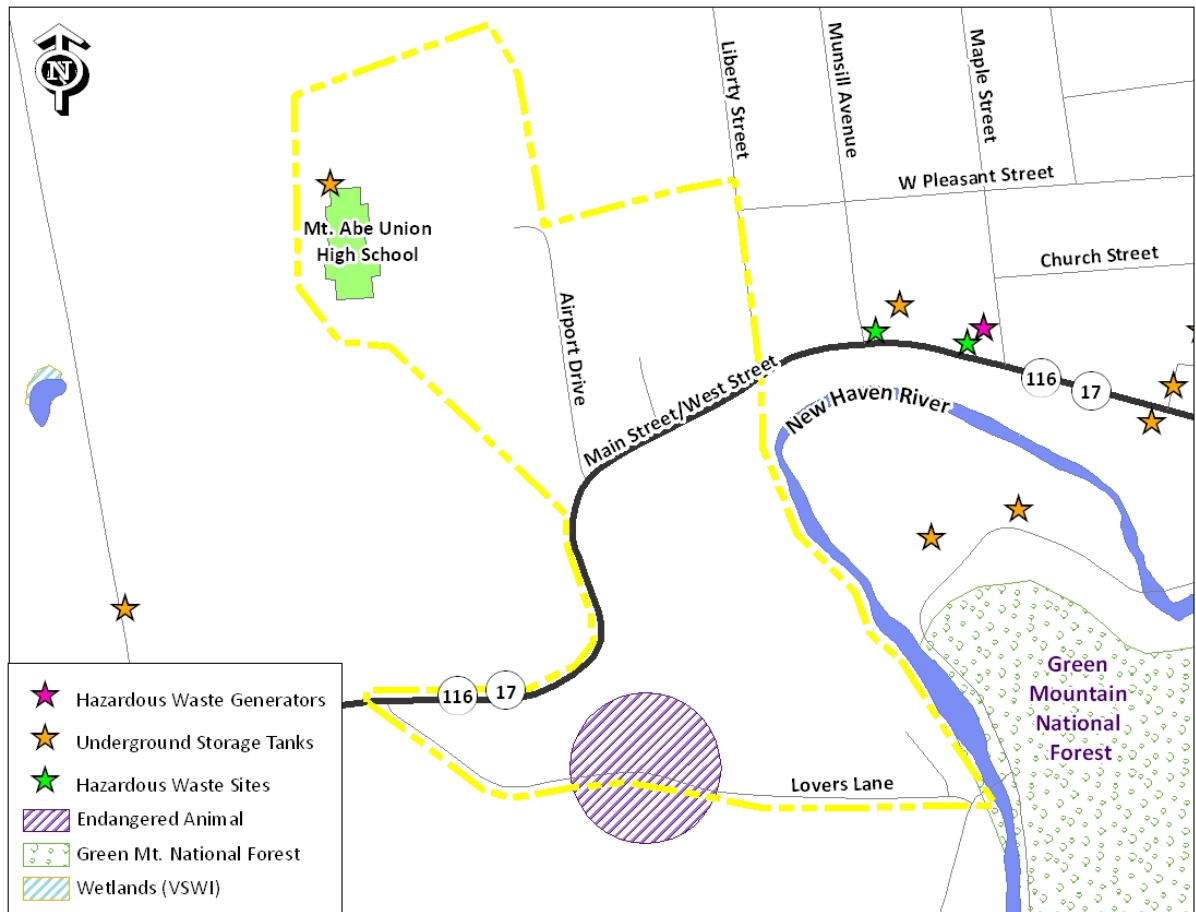 N
Liberty Street
Munsill Avenue
Maple Street
W Pleasant Street
Church Street
Mt. Abe Union
High School
Airport Drive
Main Street/West Street
New Haven River
116
17
116
17
Green
Mountain
National
Forest
Lovers Lane
Hazardous Waste Generators
Underground Storage Tanks
Hazardous Waste Sites
Endangered Animal
Green Mt. National Forest
Wetlands (VSWI)